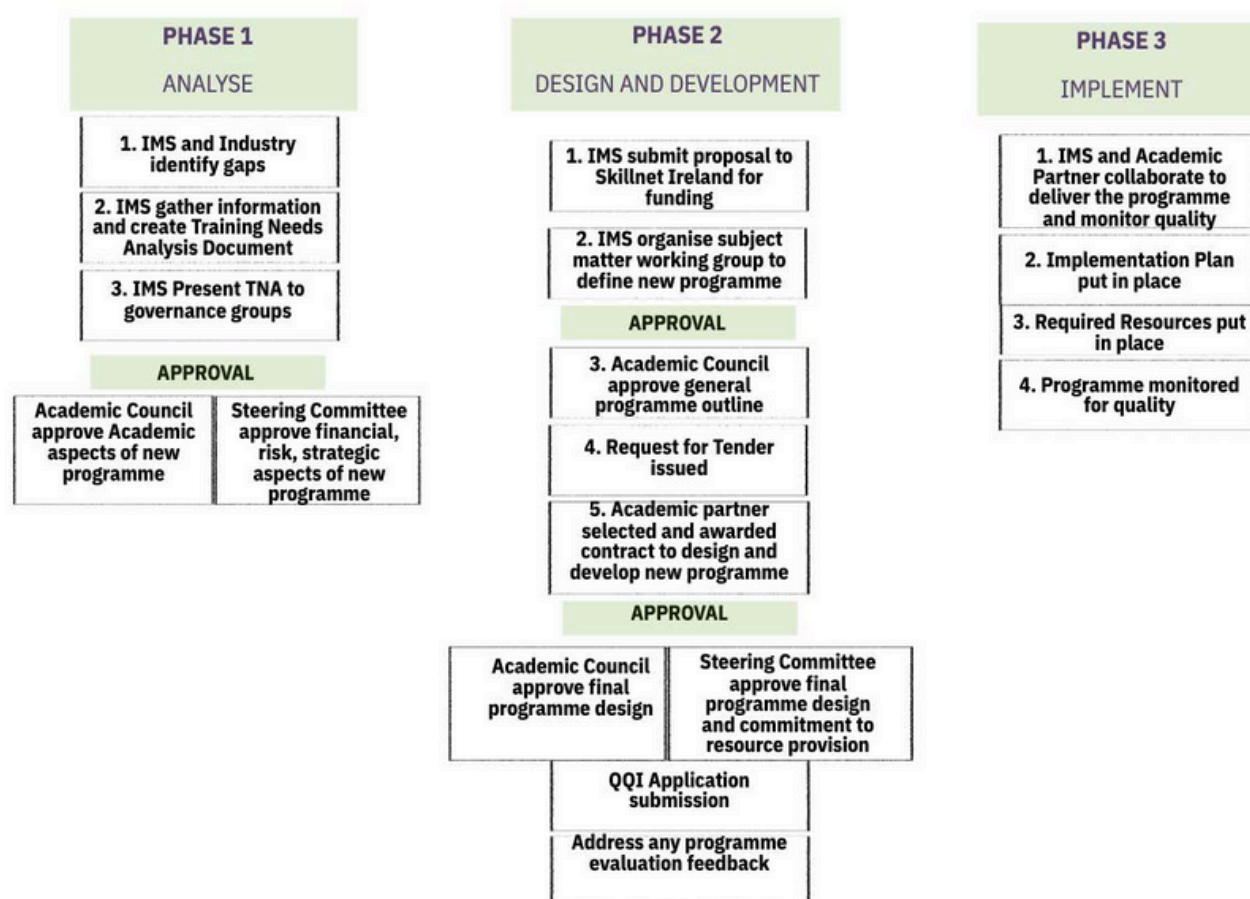 PHASE 1
ANALYSE
1. IMS and Industry
identify gaps
2. IMS gather information
and create Training Needs
Analysis Document
3. IMS Present TNA to
governance groups
APPROVAL
Academic Council
approve Academic
aspects of new
programme
Steering Committee
approve financial,
risk, strategic
aspects of new
programme
PHASE 2
DESIGN AND DEVELOPMENT
1. IMS submit proposal to
Skillnet Ireland for
funding
2. IMS organise subject
matter working group to
define new programme
APPROVAL
3. Academic Council
approve general
programme outline
4. Request for Tender
issued
5. Academic partner
selected and awarded
contract to design and
develop new programme
APPROVAL
Academic Council
approve final
programme design
Steering Committee
approve final
programme design
and commitment to
resource provision
QQI Application
submission
Address any programme
evaluation feedback
PHASE 3
IMPLEMENT
1. IMS and Academic
Partner collaborate to
deliver the programme
and monitor quality
2. Implementation Plan
put in place
3. Required Resources put
in place
4. Programme monitored
for quality